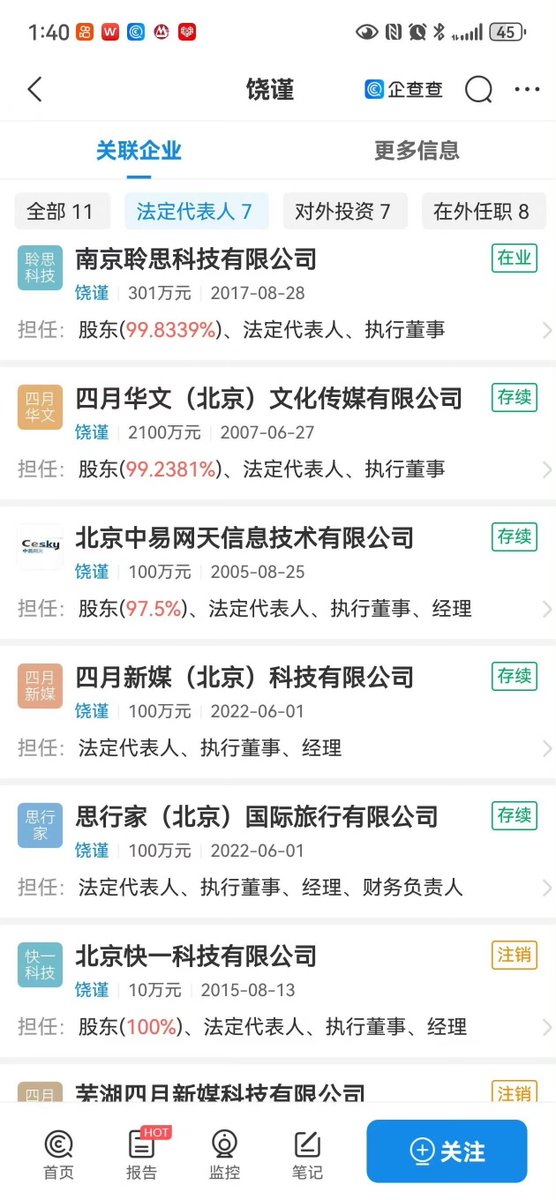 1:40
45
饶谨
企查查
关联企业
更多信息
全部 11
法定代表人 7
对外投资 7
在外任职 8
聆思
科技
南京聆思科技有限公司
在业
饶谨 301万元 2017-08-28
担任: 股东(99.8339%)、法定代表人、执行董事
四月
华文
四月华文（北京）文化传媒有限公司
存续
饶谨 2100万元 2007-06-27
担任: 股东(99.2381%)、法定代表人、执行董事
Cesky
中易网天
北京中易网天信息技术有限公司
存续
饶谨 100万元 2005-08-25
担任: 股东(97.5%)、法定代表人、执行董事、经理
四月
新媒
四月新媒（北京）科技有限公司
存续
饶谨 100万元 2022-06-01
担任: 法定代表人、执行董事、经理
思行
家
思行家（北京）国际旅行有限公司
存续
饶谨 100万元 2022-06-01
担任: 法定代表人、执行董事、经理、财务负责人
快一
科技
北京快一科技有限公司
注销
饶谨 10万元 2015-08-13
担任: 股东(100%)、法定代表人、执行董事、经理
四月
芜湖四月新媒科技有限公司
注销
HOT
首页
报告
监控
笔记
关注